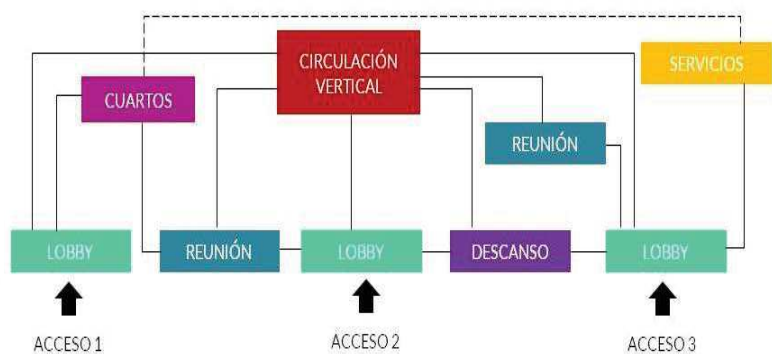 CIRCULACIÓN
VERTICAL
SERVICIOS
CUARTOS
REUNIÓN
LOBBY
REUNIÓN
LOBBY
DESCANSO
LOBBY
ACCESO 1
ACCESO 2
ACCESO 3